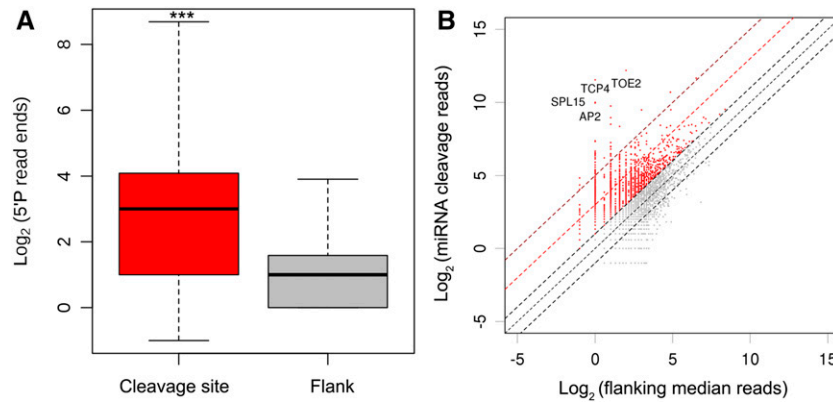 A
***
Log2 (5'P read ends)
8
6
4
2
0
Cleavage site
Flank
B
Log2 (miRNA cleavage reads)
15
10
5
0
-5
TCP4
TOE2
SPL15
AP2
-5
0
5
10
15
Log2 (flanking median reads)